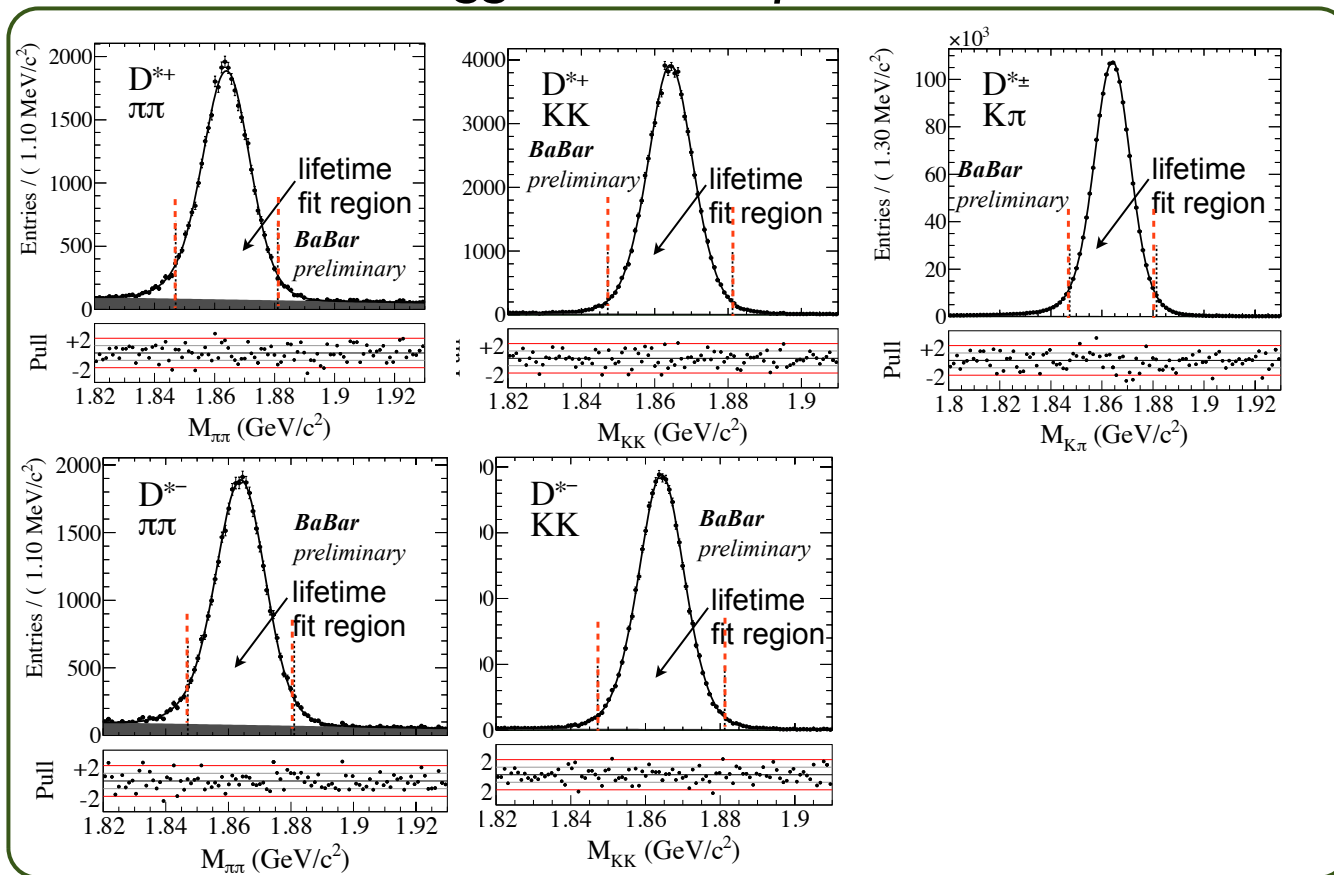 2000
1500
1000
500
0
Entries / ( 1.10 MeV/c²)
D*+
ππ
lifetime
fit region
BaBar
preliminary
+2
-2
Pull
1.82 1.84 1.86 1.88 1.9 1.92
Mππ (GeV/c²)
4000
3000
2000
1000
0
D*+
KK
BaBar
preliminary
lifetime
fit region
+2
-2
1.82 1.84 1.86 1.88 1.9
MKK (GeV/c²)
×10³
100
80
60
40
20
0
Entries / ( 1.30 MeV/c²)
D*±
Kπ
BaBar
preliminary
lifetime
fit region
+2
-2
Pull
1.8 1.82 1.84 1.86 1.88 1.9 1.92
MKπ (GeV/c²)
2000
1500
1000
500
0
Entries / ( 1.10 MeV/c²)
D*−
ππ
BaBar
preliminary
lifetime
fit region
+2
-2
Pull
1.82 1.84 1.86 1.88 1.9 1.92
Mππ (GeV/c²)
D*−
KK
BaBar
preliminary
lifetime
fit region
0
2
2
1.82 1.84 1.86 1.88 1.9
MKK (GeV/c²)